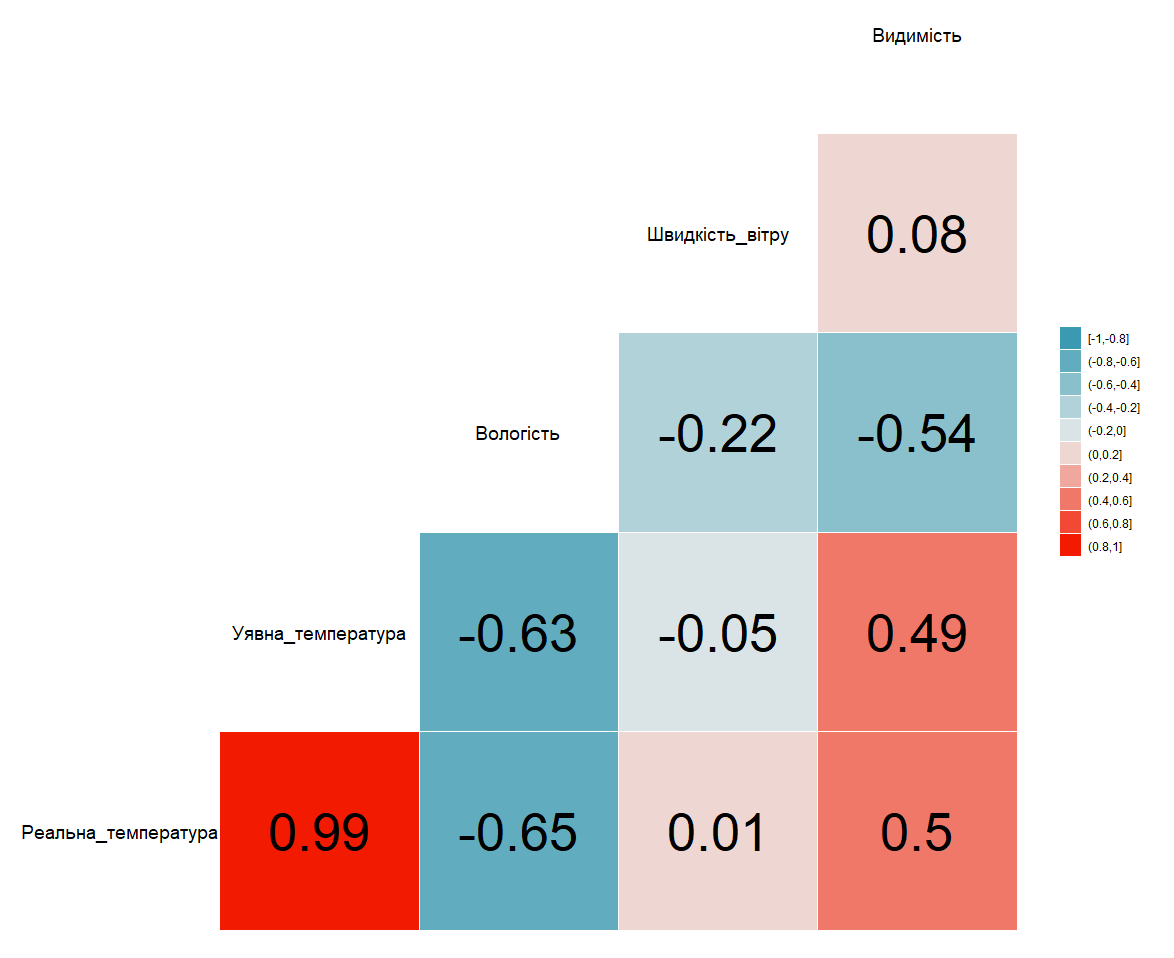 Видимість
Швидкість_вітру 0.08
Вологість -0.22 -0.54
Уявна_температура -0.63 -0.05 0.49
Реальна_температура 0.99 -0.65 0.01 0.5
[-1,-0.8]
(-0.8,-0.6]
(-0.6,-0.4]
(-0.4,-0.2]
(-0.2,0]
(0,0.2]
(0.2,0.4]
(0.4,0.6]
(0.6,0.8]
(0.8,1]